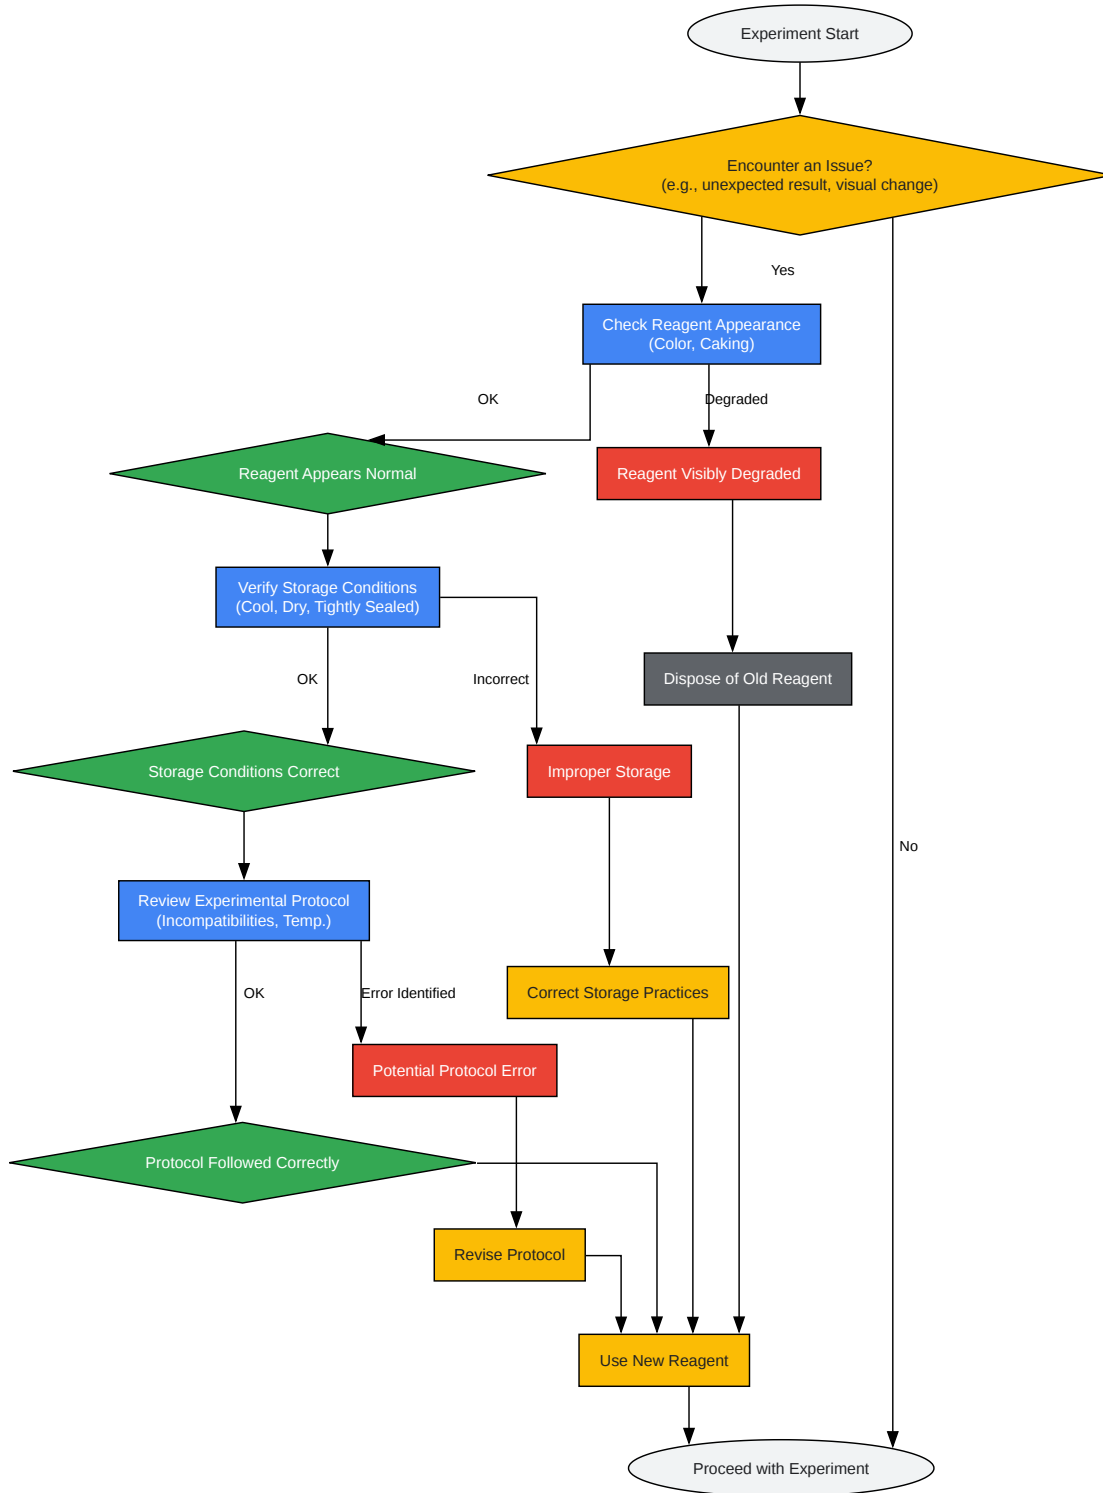 Experiment Start
Encounter an Issue?
(e.g., unexpected result, visual change)
Yes
Check Reagent Appearance
(Color, Caking)
OK
Degraded
Reagent Appears Normal
Reagent Visibly Degraded
Verify Storage Conditions
(Cool, Dry, Tightly Sealed)
OK
Incorrect
Dispose of Old Reagent
Storage Conditions Correct
Improper Storage
No
Review Experimental Protocol
(Incompatibilities, Temp.)
OK
Error Identified
Correct Storage Practices
Potential Protocol Error
Protocol Followed Correctly
Revise Protocol
Use New Reagent
Proceed with Experiment